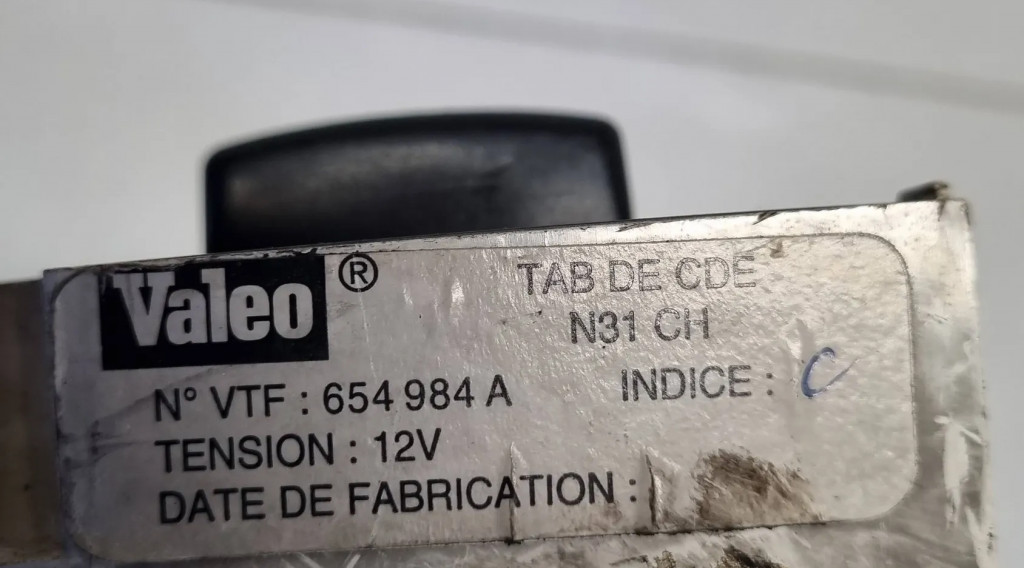 Valeo ®
TAB DE CDE
N31 CH
N° VTF : 654 984 A
INDICE : C
TENSION : 12V
DATE DE FABRICATION :